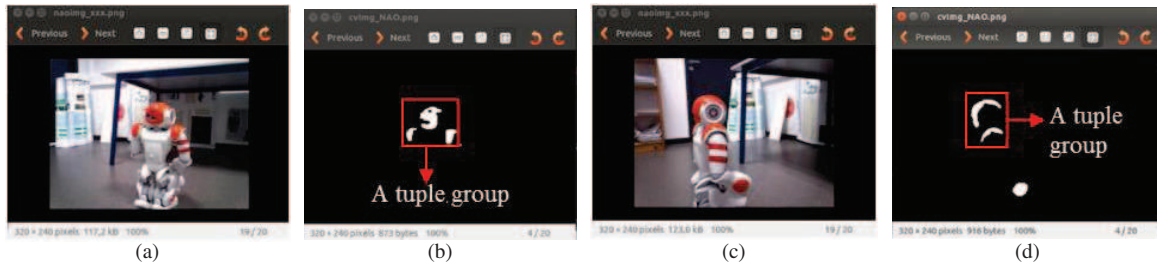 naoimg_xxx.png
Previous Next
320 × 240 pixels 117,2 kB 100% 19 / 20
(a)
cvimg_NAO.png
Previous Next
A tuple group
320 × 240 pixels 873 bytes 100% 4 / 20
(b)
naoimg_xxx.png
Previous Next
320 × 240 pixels 123,0 kB 100% 19 / 20
(c)
cvimg_NAO.png
Previous Next
A tuple
group
320 × 240 pixels 916 bytes 100% 4 / 20
(d)